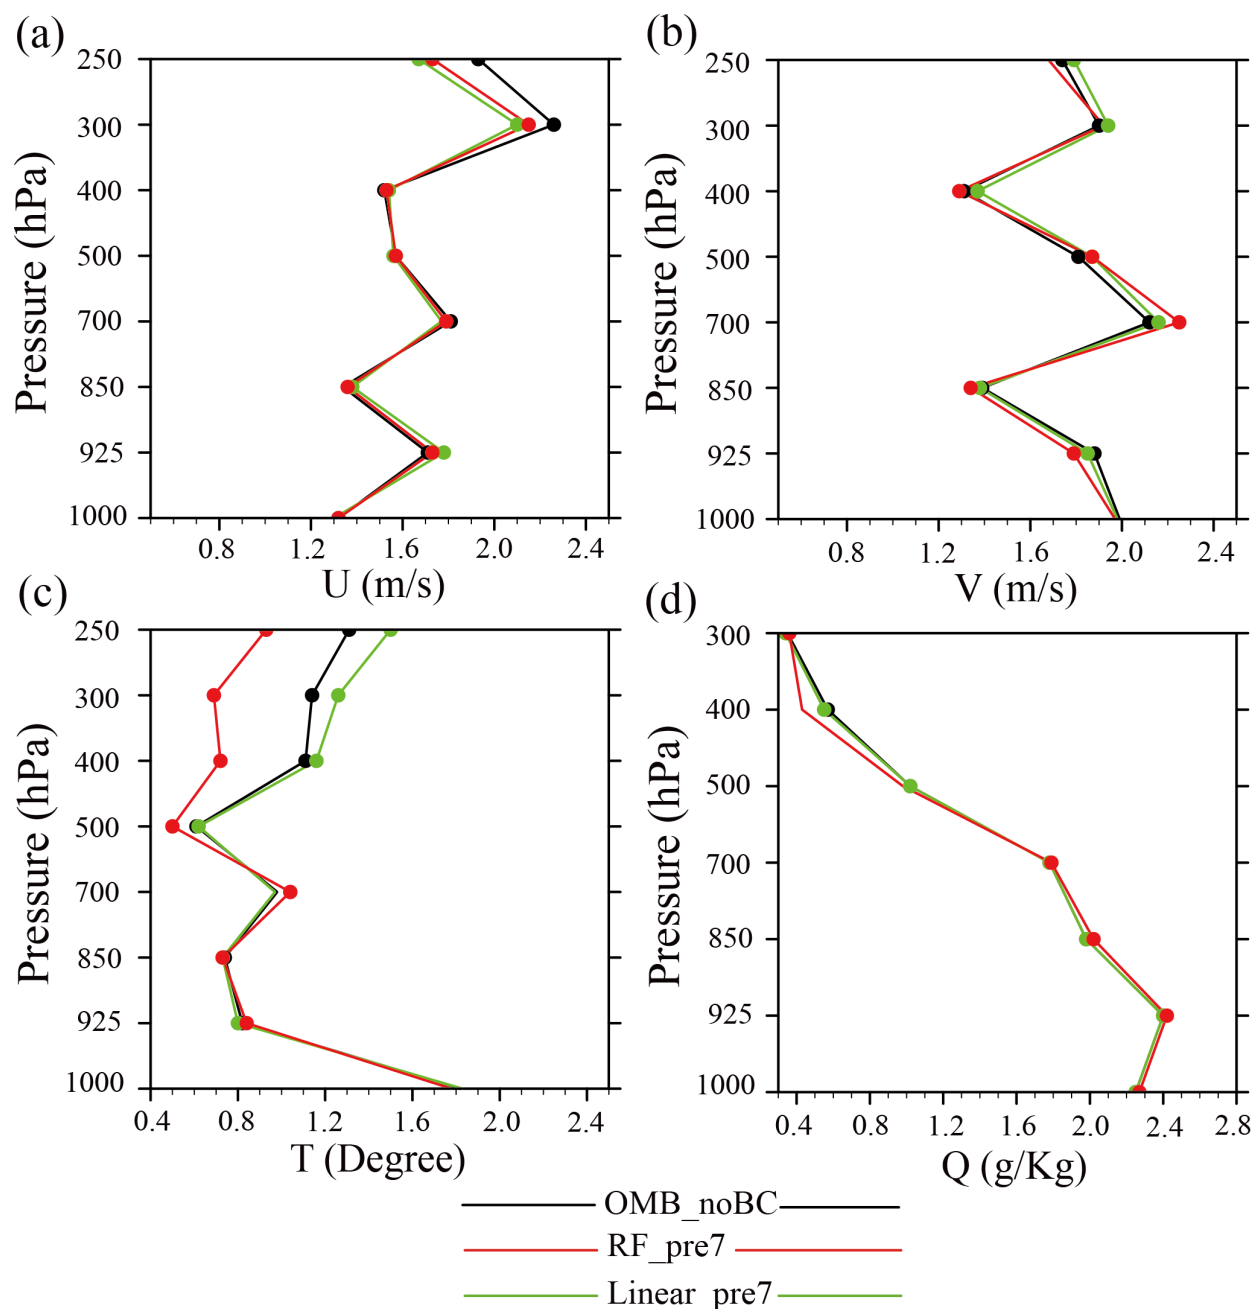 (a)
250
300
400
500
700
850
925
1000
Pressure (hPa)
0.8 1.2 1.6 2.0 2.4
U (m/s)
(b)
250
300
400
500
700
850
925
1000
Pressure (hPa)
0.8 1.2 1.6 2.0 2.4
V (m/s)
(c)
250
300
400
500
700
850
925
1000
Pressure (hPa)
0.4 0.8 1.2 1.6 2.0 2.4
T (Degree)
(d)
300
400
500
700
850
925
1000
Pressure (hPa)
0.4 1.0 1.6 2.0 2.4 2.8
Q (g/Kg)
OMB_noBC
RF_pre7
Linear_pre7